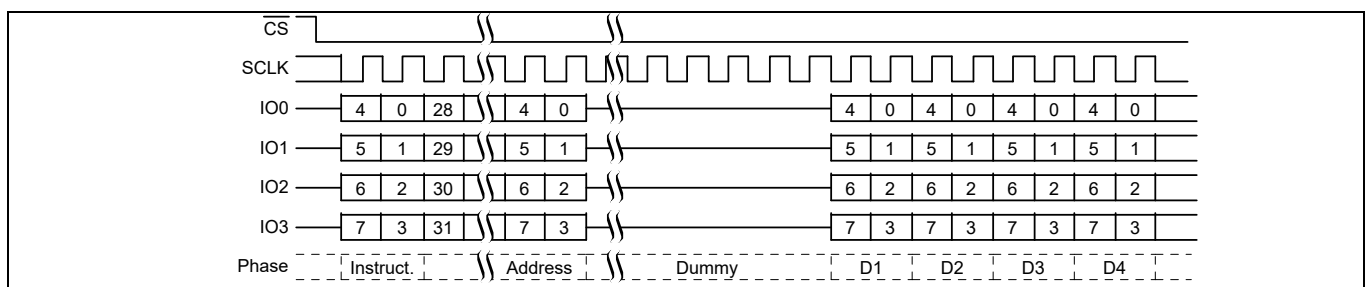 CS
SCLK
IO0 4 0 28 4 0 4 0 4 0 4 0 4 0
IO1 5 1 29 5 1 5 1 5 1 5 1 5 1
IO2 6 2 30 6 2 6 2 6 2 6 2 6 2
IO3 7 3 31 7 3 7 3 7 3 7 3 7 3
Phase Instruct. Address Dummy D1 D2 D3 D4